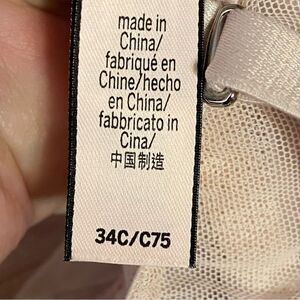 made in
China/
fabriqué en
Chine/hecho
en China/
fabbricato in
Cina/
中国制造
34C/C75